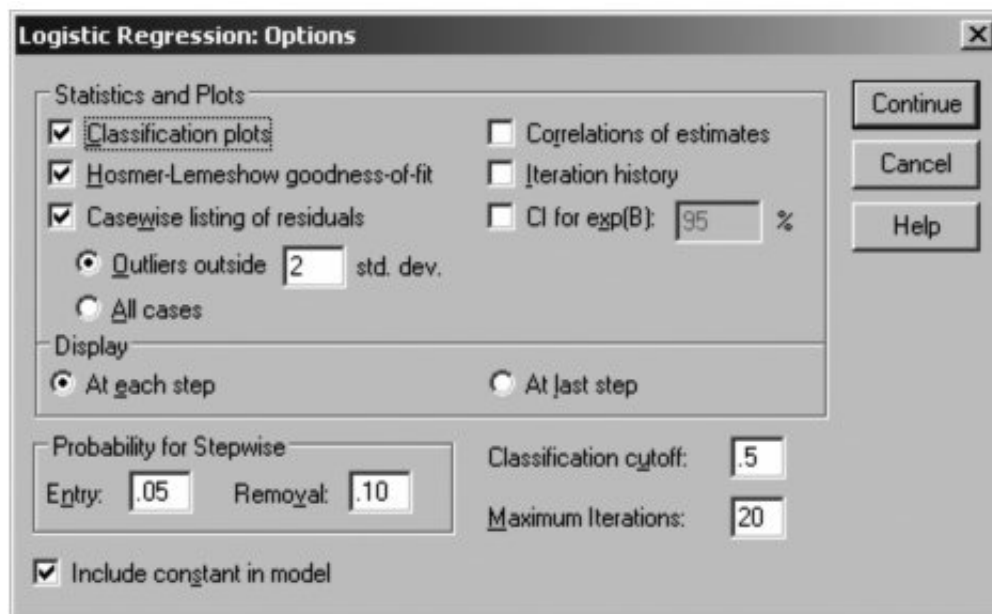 Logistic Regression: Options
Statistics and Plots
Classification plots
Correlations of estimates
Hosmer-Lemeshow goodness-of-fit
Iteration history
Casewise listing of residuals
CI for exp(B): 95 %
Outliers outside 2 std. dev.
All cases
Display
At each step
At last step
Probability for Stepwise
Entry: .05 Removal: .10
Classification cutoff: .5
Maximum Iterations: 20
Include constant in model
Continue
Cancel
Help